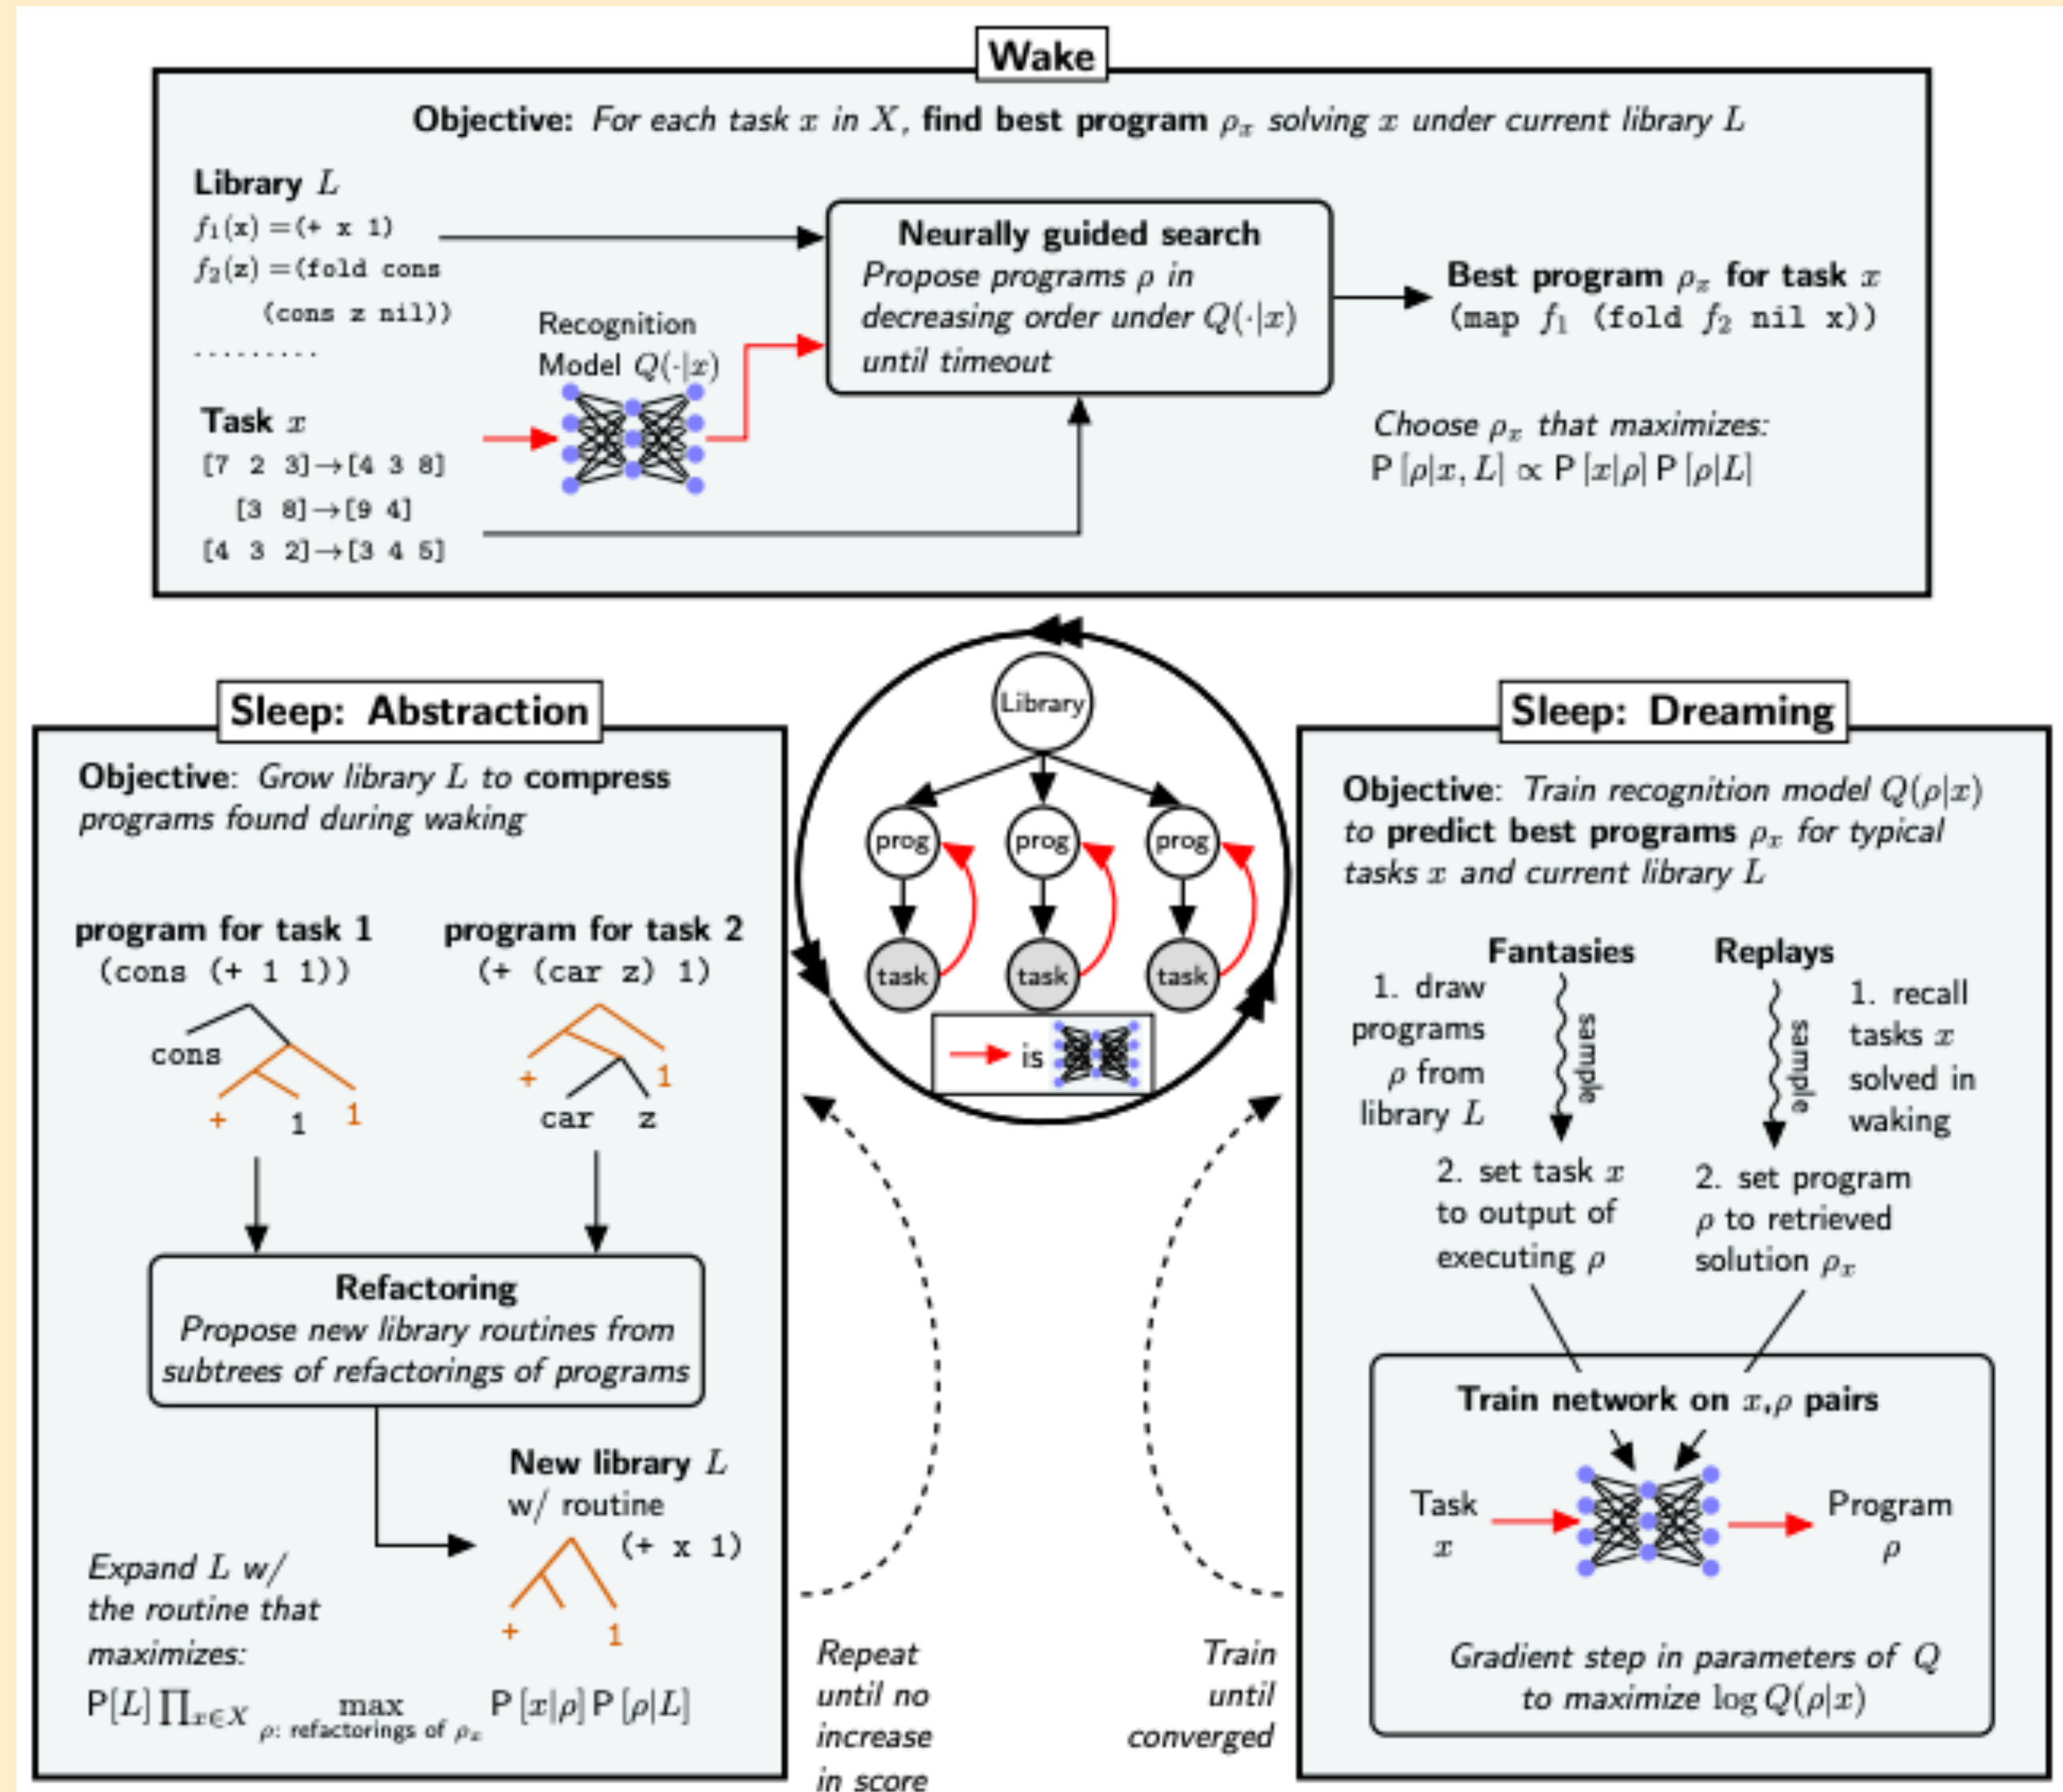 Wake
Objective: For each task x in X, find best program ρₓ solving x under current library L
Library L
f₁(x) =(+ x 1)
f₂(z) =(fold cons
(cons z nil))
.........
Recognition
Model Q(·|x)
Task x
[7 2 3]→[4 3 8]
[3 8]→[9 4]
[4 3 2]→[3 4 5]
Neurally guided search
Propose programs ρ in
decreasing order under Q(·|x)
until timeout
Best program ρₓ for task x
(map f₁ (fold f₂ nil x))
Choose ρₓ that maximizes:
P [ρ|x, L] ∝ P [x|ρ] P [ρ|L]
Sleep: Abstraction
Objective: Grow library L to compress
programs found during waking
program for task 1
(cons (+ 1 1))
cons
+ 1 1
program for task 2
(+ (car z) 1)
+ 1
car z
Refactoring
Propose new library routines from
subtrees of refactorings of programs
New library L
w/ routine
(+ x 1)
+ 1
Expand L w/
the routine that
maximizes:
P[L] ∏ₓ∈X max P [x|ρ] P [ρ|L]
ρ: refactorings of ρₓ
Library
prog prog prog
task task task
is
Repeat
until no
increase
in score
Train
until
converged
Sleep: Dreaming
Objective: Train recognition model Q(ρ|x)
to predict best programs ρₓ for typical
tasks x and current library L
Fantasies
1. draw
programs
ρ from
library L
sample
2. set task x
to output of
executing ρ
Replays
sample
1. recall
tasks x
solved in
waking
2. set program
ρ to retrieved
solution ρₓ
Train network on x,ρ pairs
Task
x
Program
ρ
Gradient step in parameters of Q
to maximize log Q(ρ|x)